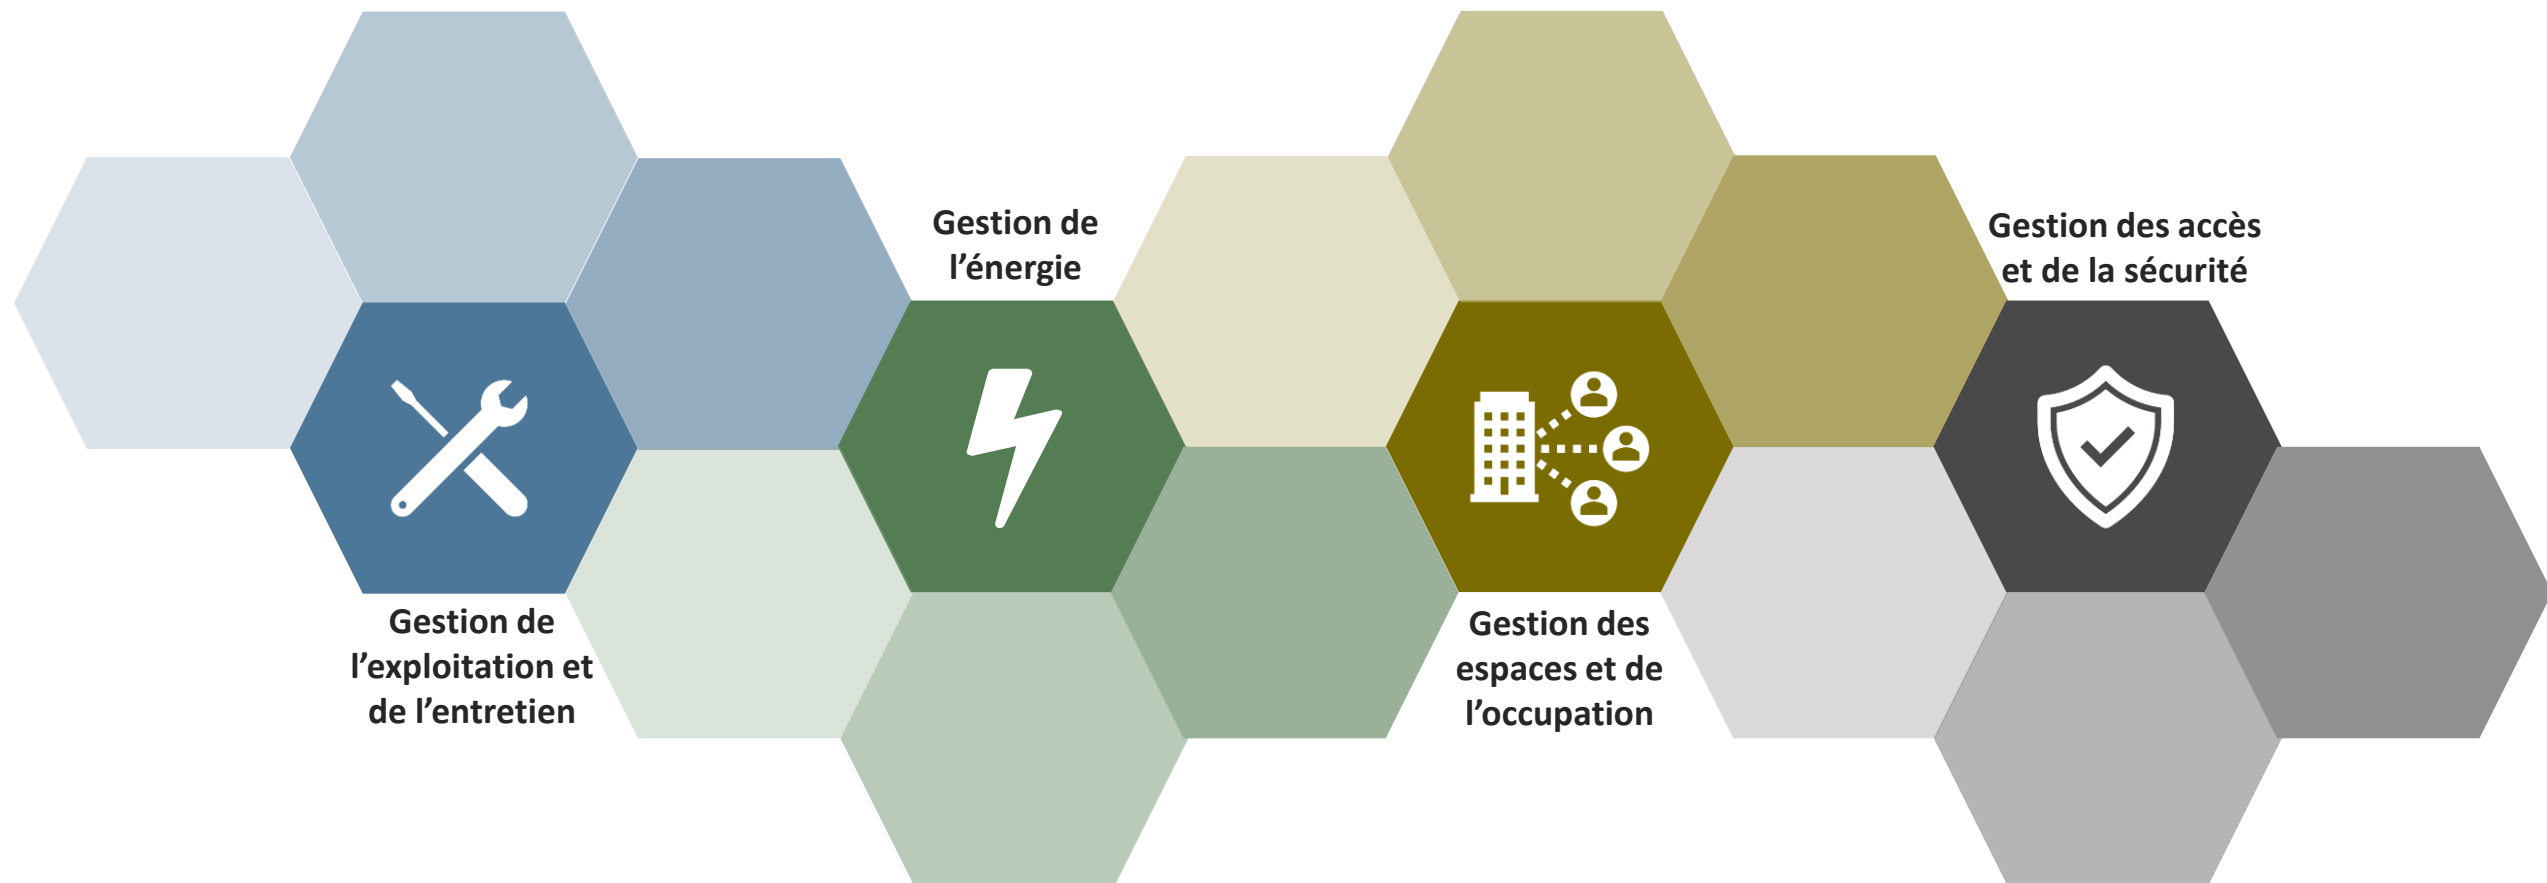 Gestion de
l’exploitation et
de l’entretien
Gestion de
l’énergie
Gestion des
espaces et de
l’occupation
Gestion des accès
et de la sécurité